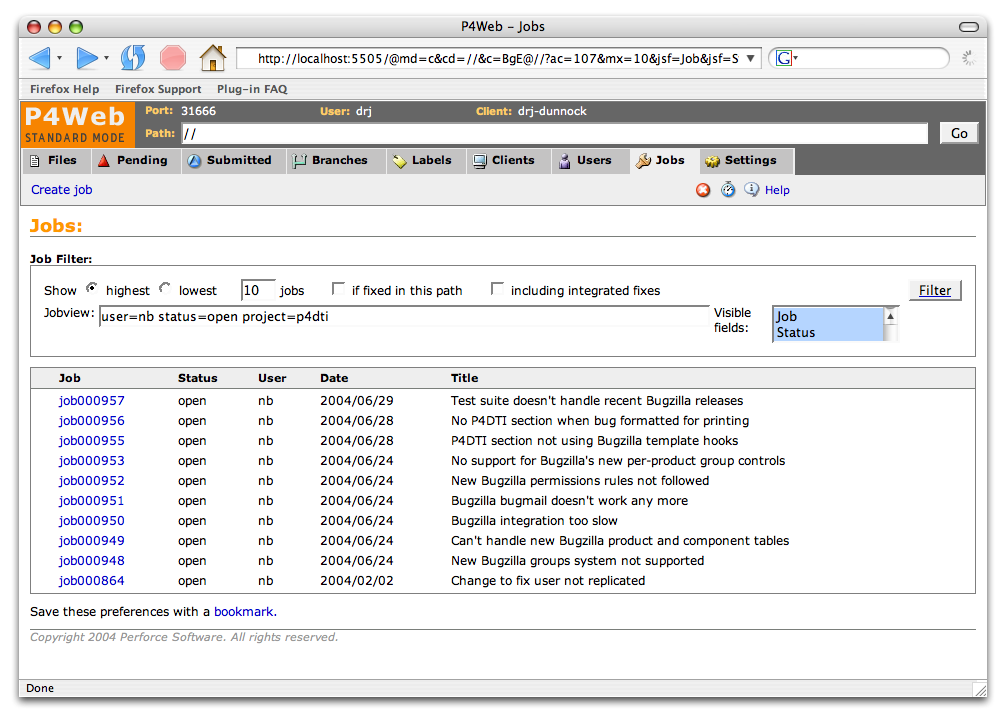 P4Web – Jobs
http://localhost:5505/@md=c&cd=//&c=BgE@//?ac=107&mx=10&jsf=Job&jsf=S
G
Firefox Help Firefox Support Plug-in FAQ
P4Web
STANDARD MODE
Port: 31666 User: drj Client: drj-dunnock
Path: // Go
Files Pending Submitted Branches Labels Clients Users Jobs Settings
Create job Help
Jobs:
Job Filter:
Show highest lowest 10 jobs if fixed in this path including integrated fixes Filter
Jobview: user=nb status=open project=p4dti Visible fields: Job Status
Job Status User Date Title
job000957 open nb 2004/06/29 Test suite doesn't handle recent Bugzilla releases
job000956 open nb 2004/06/28 No P4DTI section when bug formatted for printing
job000955 open nb 2004/06/28 P4DTI section not using Bugzilla template hooks
job000953 open nb 2004/06/24 No support for Bugzilla's new per-product group controls
job000952 open nb 2004/06/24 New Bugzilla permissions rules not followed
job000951 open nb 2004/06/24 Bugzilla bugmail doesn't work any more
job000950 open nb 2004/06/24 Bugzilla integration too slow
job000949 open nb 2004/06/24 Can't handle new Bugzilla product and component tables
job000948 open nb 2004/06/24 New Bugzilla groups system not supported
job000864 open nb 2004/02/02 Change to fix user not replicated
Save these preferences with a bookmark.
Copyright 2004 Perforce Software. All rights reserved.
Done